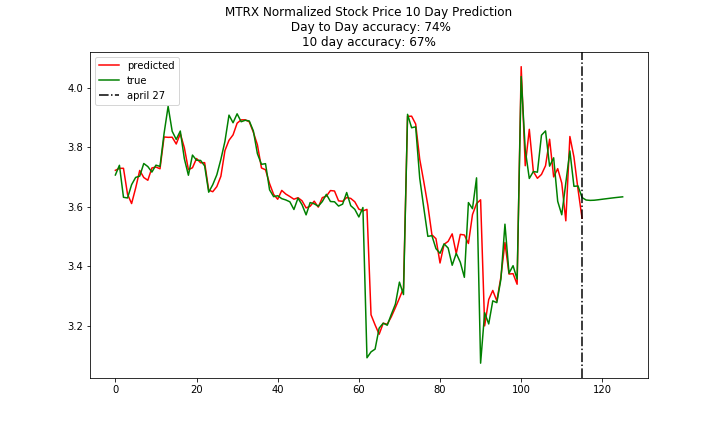 MTRX Normalized Stock Price 10 Day Prediction
Day to Day accuracy: 74%
10 day accuracy: 67%
predicted
true
april 27
4.0
3.8
3.6
3.4
3.2
0 20 40 60 80 100 120